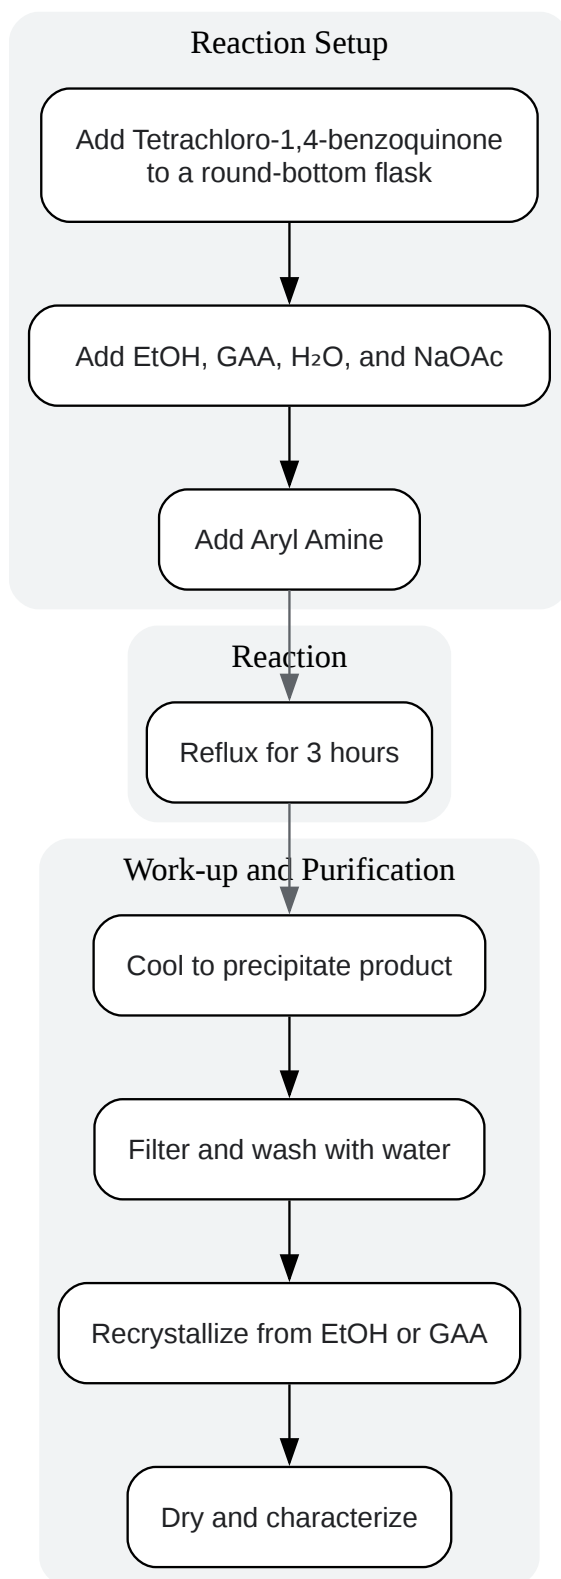 Reaction Setup
Add Tetrachloro-1,4-benzoquinone
to a round-bottom flask
Add EtOH, GAA, H₂O, and NaOAc
Add Aryl Amine
Reaction
Reflux for 3 hours
Work-up and Purification
Cool to precipitate product
Filter and wash with water
Recrystallize from EtOH or GAA
Dry and characterize